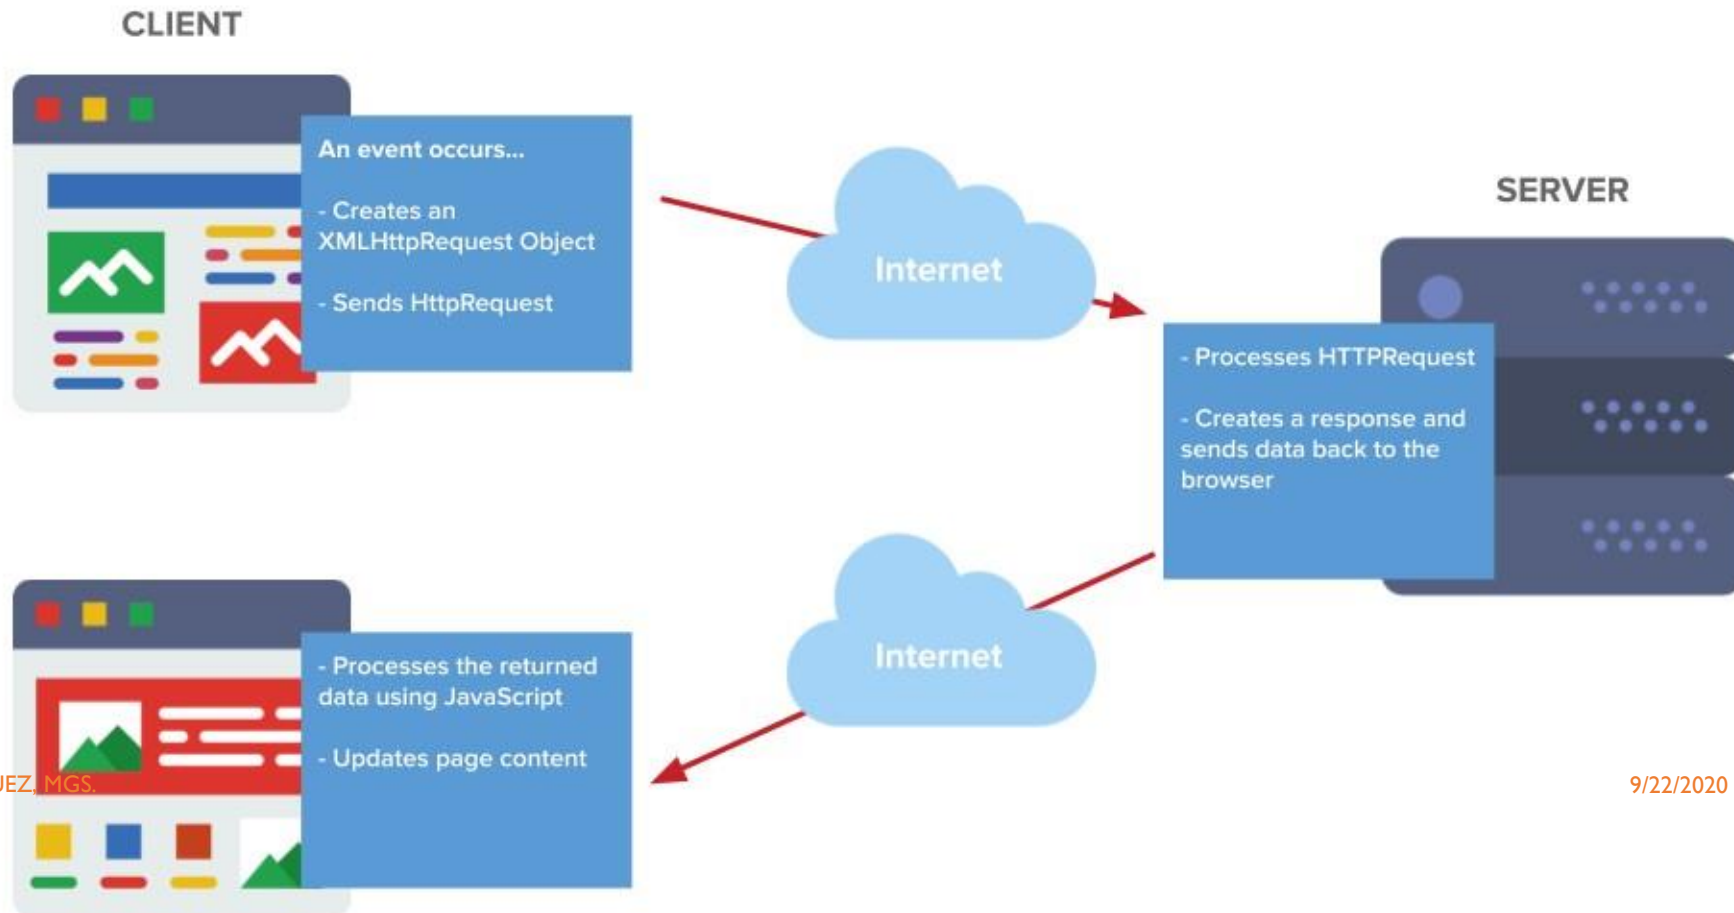 CLIENT
An event occurs...
- Creates an
XMLHttpRequest Object
- Sends HttpRequest
Internet
SERVER
- Processes HTTPRequest
- Creates a response and
sends data back to the
browser
Internet
- Processes the returned
data using JavaScript
- Updates page content
MGS.
9/22/2020